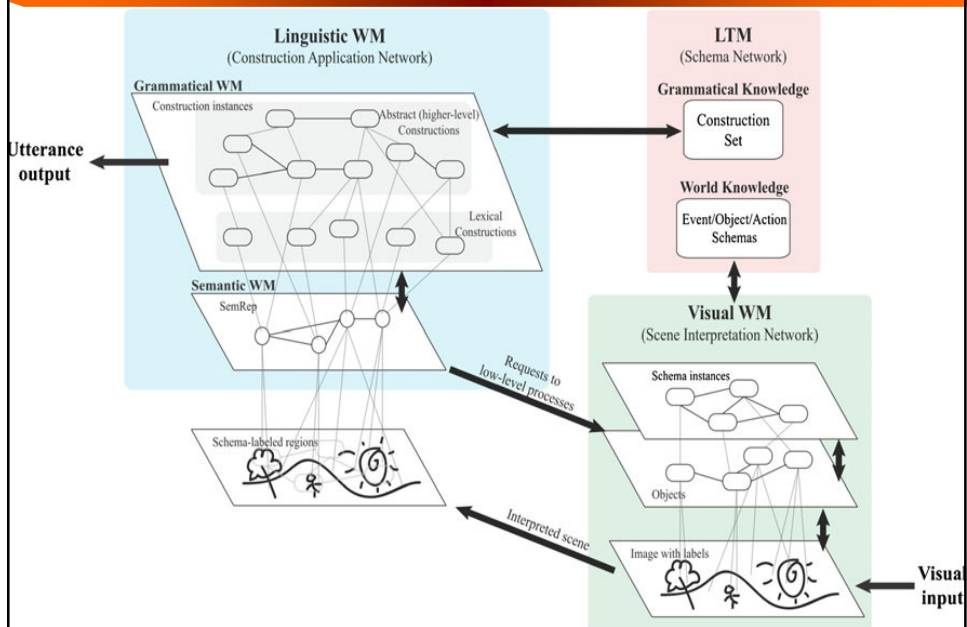 Linguistic WM
(Construction Application Network)
Grammatical WM
Construction instances
Abstract (higher-level)
Constructions
Lexical
Constructions
Utterance
output
Semantic WM
SemRep
Schema-labeled regions
LTM
(Schema Network)
Grammatical Knowledge
Construction
Set
World Knowledge
Event/Object/Action
Schemas
Visual WM
(Scene Interpretation Network)
Schema instances
Objects
Image with labels
Requests to
low-level processes
Interpreted scene
Visual
input